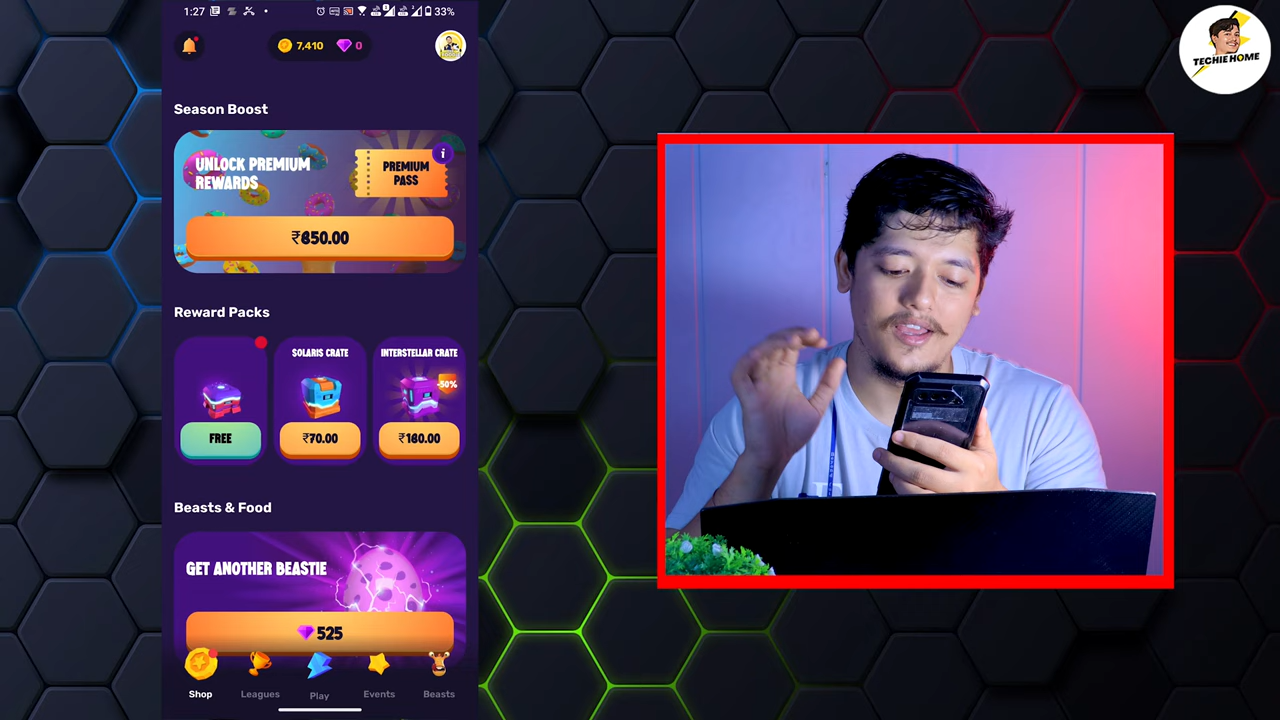 1:27
33%
7,410
0
TECHIE HOME
Season Boost
UNLOCK PREMIUM
REWARDS
PREMIUM
PASS
i
₹650.00
Reward Packs
SOLARIS CRATE
INTERSTELLAR CRATE
-50%
FREE
₹70.00
₹160.00
Beasts & Food
GET ANOTHER BEASTIE
525
Shop
Leagues
Play
Events
Beasts